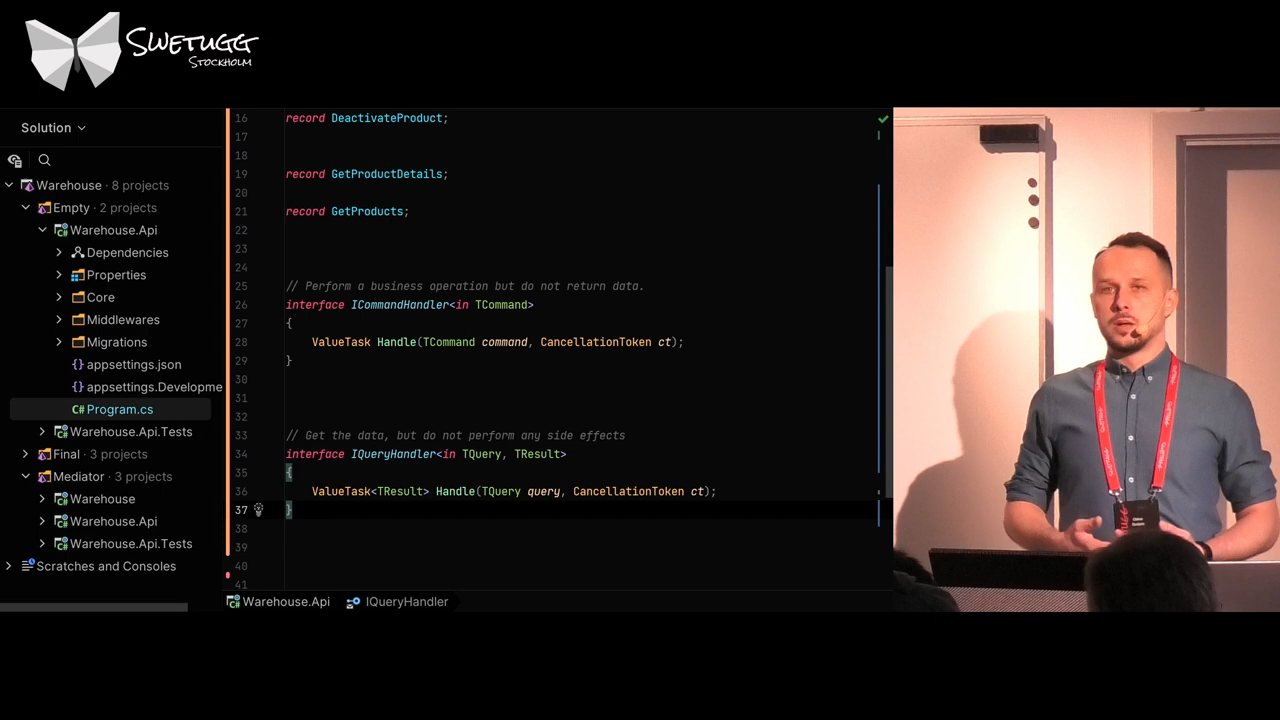 SWETUGG
STOCKHOLM
Solution
Warehouse · 8 projects
Empty · 2 projects
Warehouse.Api
Dependencies
Properties
Core
Middlewares
Migrations
{} appsettings.json
{} appsettings.Developme
C# Program.cs
Warehouse.Api.Tests
Final · 3 projects
Mediator · 3 projects
Warehouse
Warehouse.Api
Warehouse.Api.Tests
Scratches and Consoles
16 record DeactivateProduct;
17
18
19 record GetProductDetails;
20
21 record GetProducts;
22
23
24
25 // Perform a business operation but do not return data.
26 interface ICommandHandler<in TCommand>
27 {
28 ValueTask Handle(TCommand command, CancellationToken ct);
29 }
30
31
32
33 // Get the data, but do not perform any side effects
34 interface IQueryHandler<in TQuery, TResult>
35 {
36 ValueTask<TResult> Handle(TQuery query, CancellationToken ct);
37 }
38
39
40
41
Warehouse.Api IQueryHandler